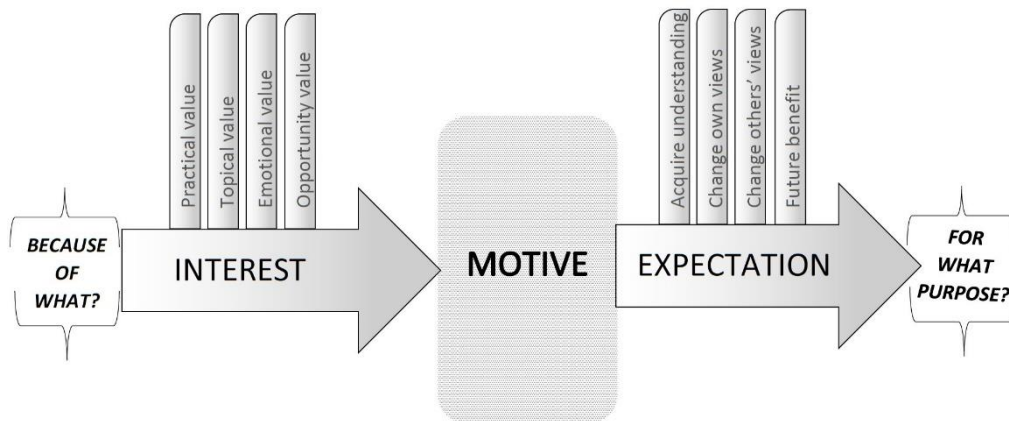 Practical value
Topical value
Emotional value
Opportunity value
Acquire understanding
Change own views
Change others' views
Future benefit
BECAUSE
OF
WHAT?
INTEREST
MOTIVE
EXPECTATION
FOR
WHAT
PURPOSE?